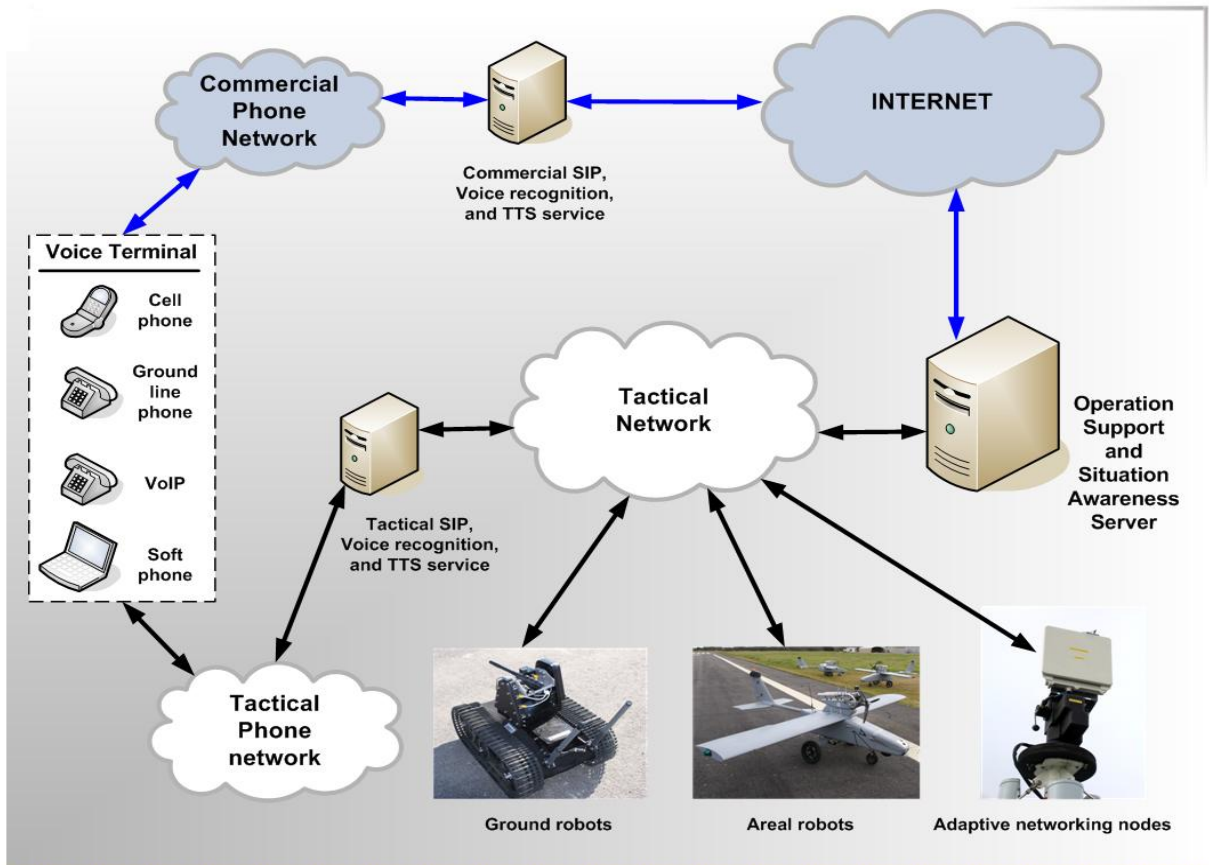 Commercial
Phone
Network
INTERNET
Commercial SIP,
Voice recognition,
and TTS service
Voice Terminal
Cell
phone
Ground
line
phone
VoIP
Soft
phone
Tactical
Network
Operation
Support
and
Situation
Awareness
Server
Tactical SIP,
Voice recognition,
and TTS service
Tactical
Phone
network
Ground robots
Areal robots
Adaptive networking nodes